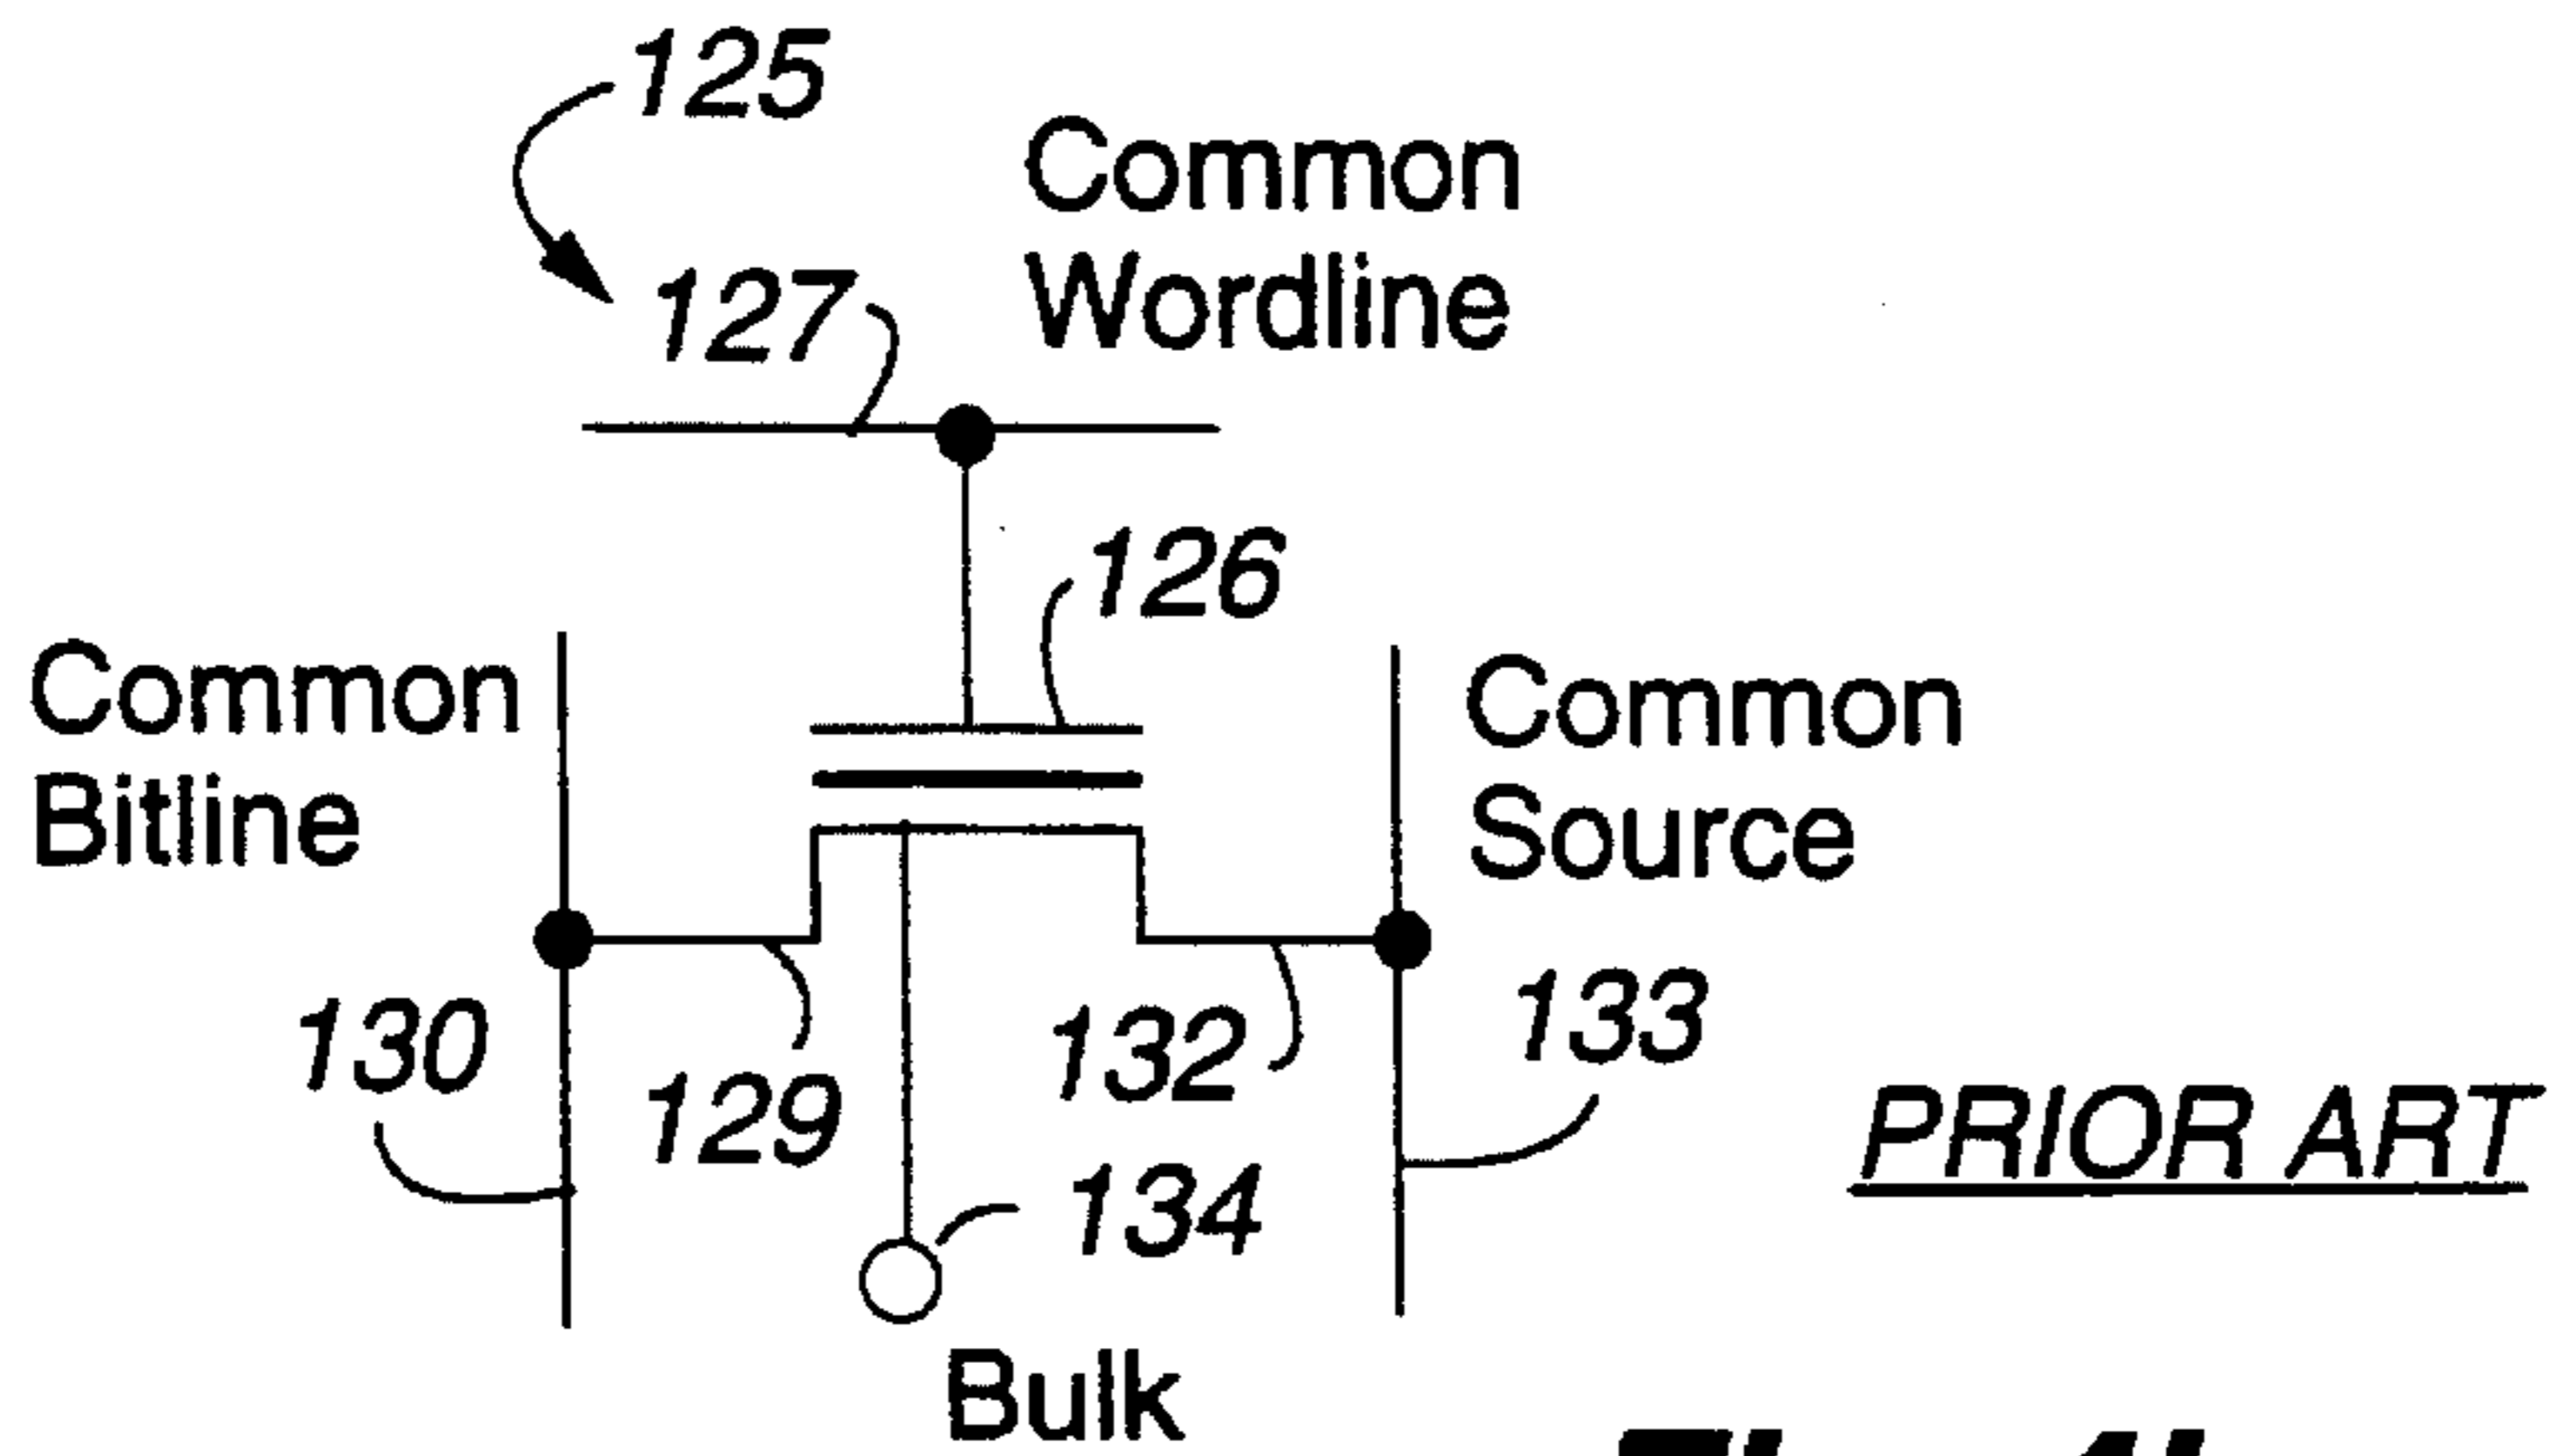 125
Common
Wordline
127
126
Common
Bitline
Common
Source
130
129
132
133
134
PRIOR ART
Bulk